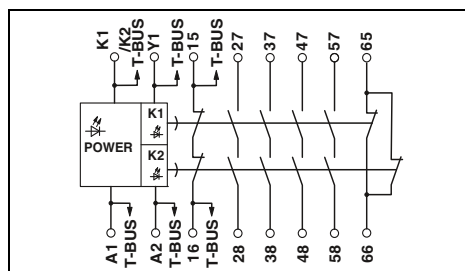 K1
/K2
T-BUS
Y1
T-BUS
15
T-BUS
27
37
47
57
65
K1
POWER
K2
A1
T-BUS
A2
T-BUS
16
T-BUS
28
38
48
58
66